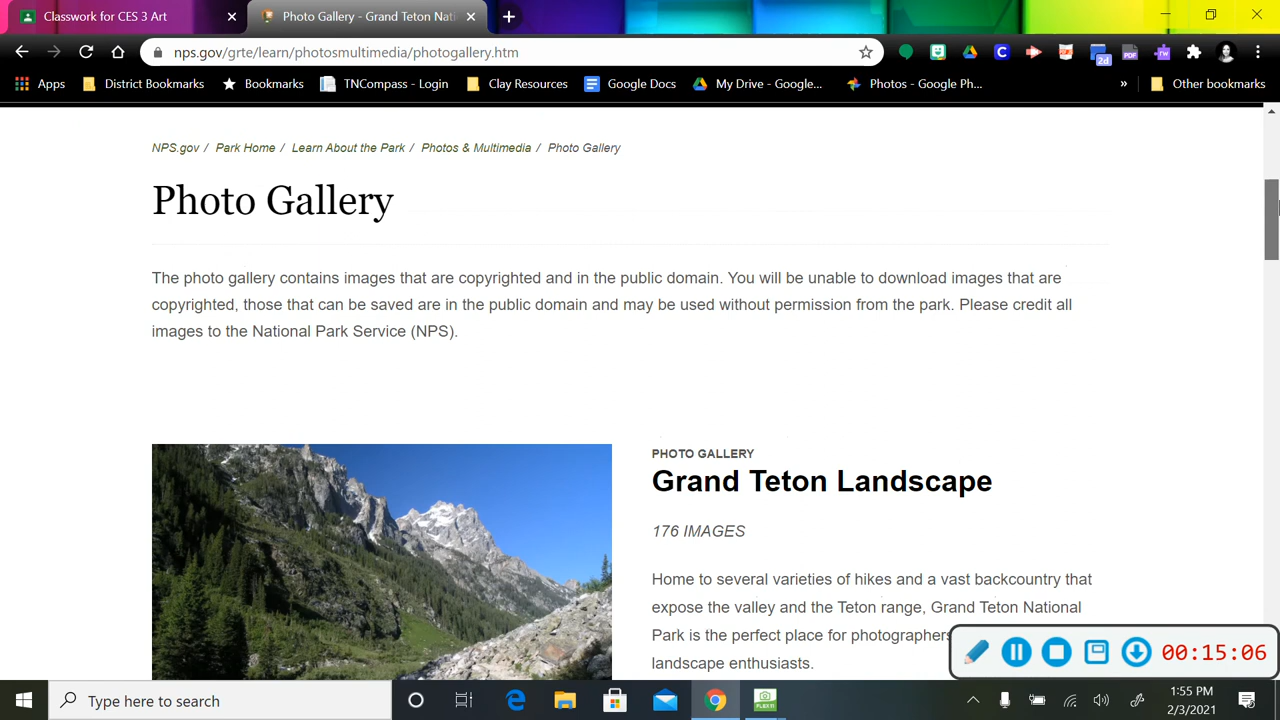 Classwork for CES 3 Art
Photo Gallery - Grand Teton Nati
nps.gov/grte/learn/photosmultimedia/photogallery.htm
2d
PDF
rw
Apps
District Bookmarks
Bookmarks
TNCompass - Login
Clay Resources
Google Docs
My Drive - Google...
Photos - Google Ph...
»
Other bookmarks
NPS.gov / Park Home / Learn About the Park / Photos & Multimedia / Photo Gallery
Photo Gallery
The photo gallery contains images that are copyrighted and in the public domain. You will be unable to download images that are
copyrighted, those that can be saved are in the public domain and may be used without permission from the park. Please credit all
images to the National Park Service (NPS).
PHOTO GALLERY
Grand Teton Landscape
176 IMAGES
Home to several varieties of hikes and a vast backcountry that
expose the valley and the Teton range, Grand Teton National
Park is the perfect place for photographers
landscape enthusiasts.
00:15:06
Type here to search
1:55 PM
2/3/2021